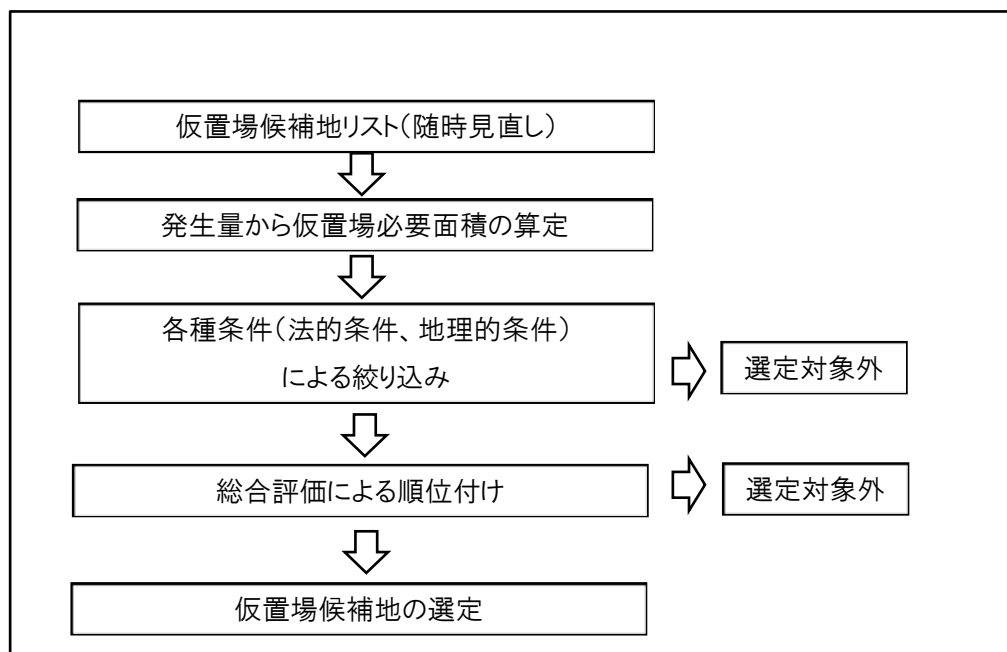 仮置場候補地リスト（随時見直し）
発生量から仮置場必要面積の算定
各種条件（法的条件、地理的条件）
による絞り込み
選定対象外
総合評価による順位付け
選定対象外
仮置場候補地の選定